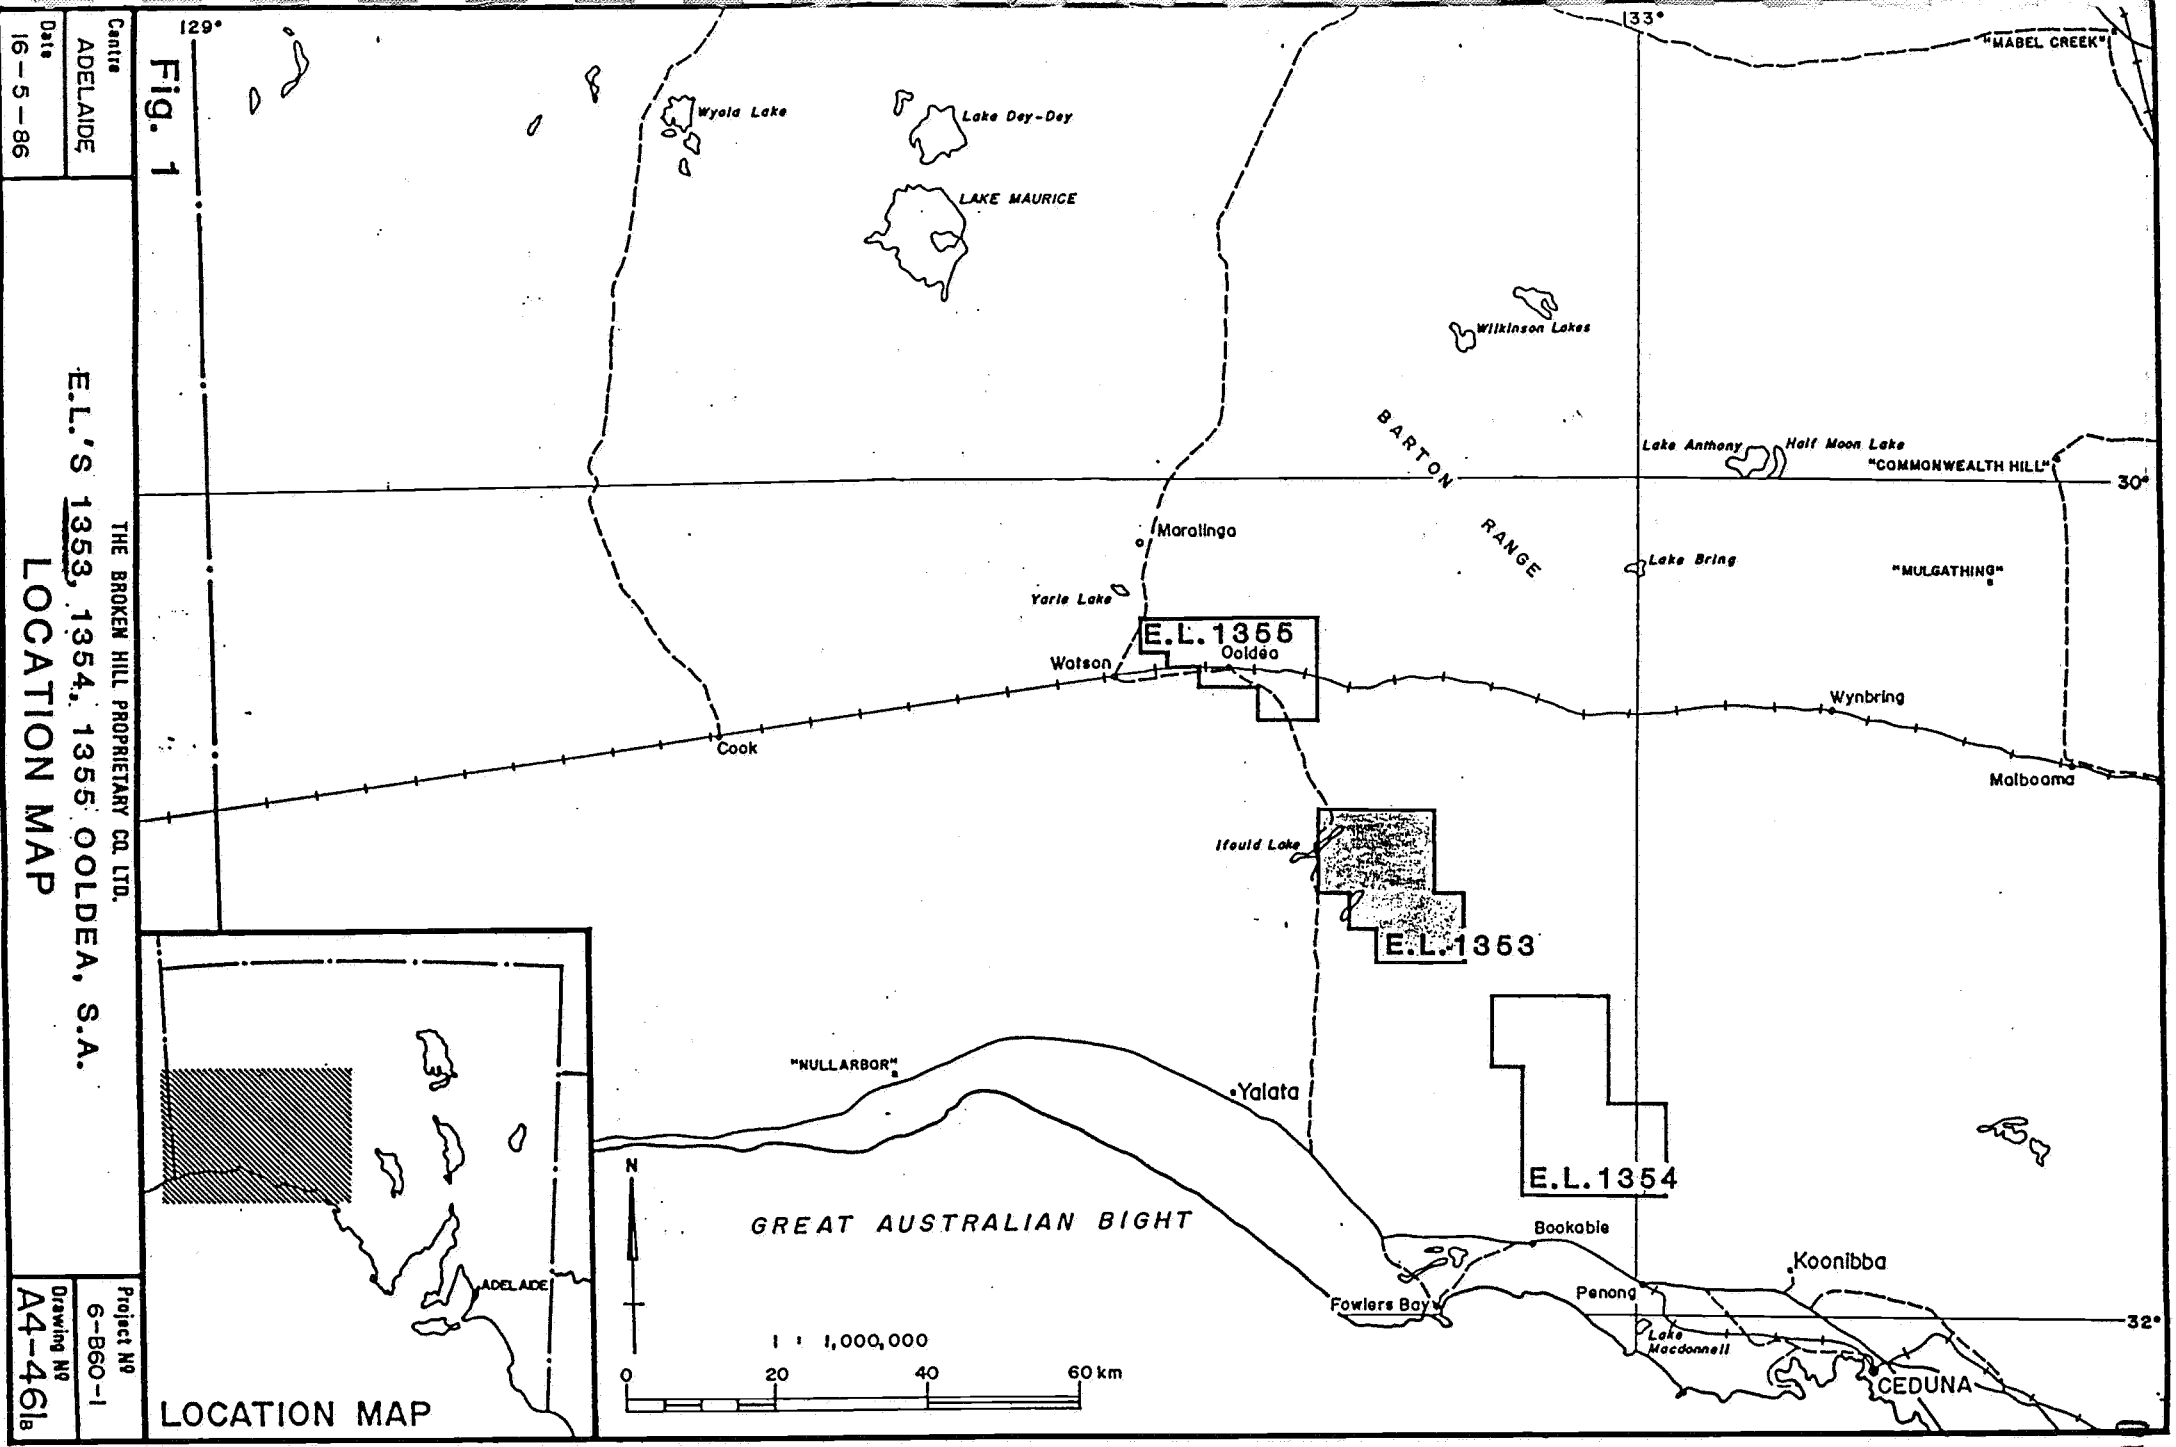 129°
133°
"MABEL CREEK"
Wyola Lake
Lake Dey-Dey
LAKE MAURICE
Wilkinson Lakes
BARTON
RANGE
Lake Anthony
Half Moon Lake
"COMMONWEALTH HILL"
30°
Maralinga
Lake Bring
"MULGATHING"
Yarle Lake
E.L. 1355
Ooldea
Watson
Wynbring
Cook
Malbooma
Ifould Lake
E.L. 1353
"NULLARBOR"
Yalata
E.L. 1354
N
GREAT AUSTRALIAN BIGHT
Bookabie
Koonibba
Penong
Fowlers Bay
32°
Lake
Macdonnell
CEDUNA
1 : 1,000,000
0 20 40 60 km
ADELAIDE
LOCATION MAP
Fig. 1
Centre
ADELAIDE
Date
16-5-86
THE BROKEN HILL PROPRIETARY CO. LTD.
E.L.'S 1353, 1354, 1355 OOLDEA, S.A.
LOCATION MAP
Project Nº
6-B60-1
Drawing Nº
A4-461B